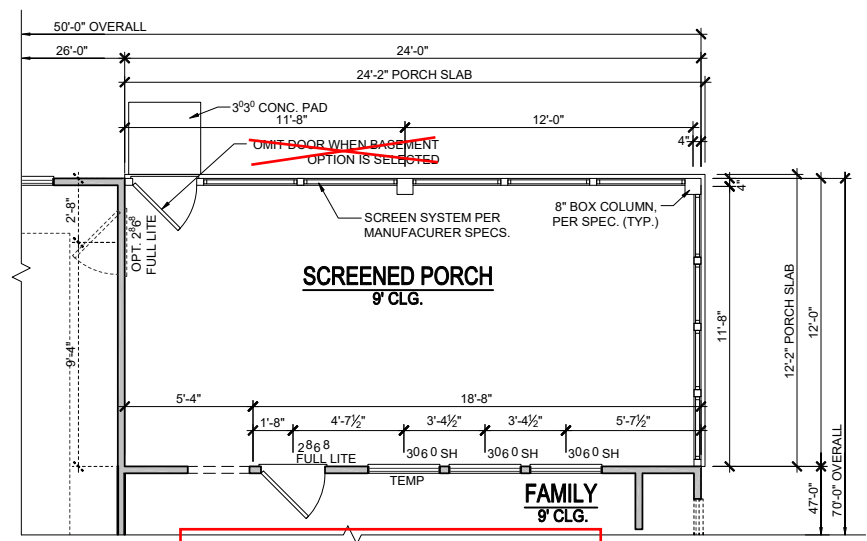 50'-0" OVERALL
26'-0"
24'-0"
24'-2" PORCH SLAB
3⁰3⁰ CONC. PAD
11'-8"
12'-0"
OMIT DOOR WHEN BASEMENT
OPTION IS SELECTED
4"
4"
2'-8"
OPT. 2⁸6⁸
FULL LITE
SCREEN SYSTEM PER
MANUFACURER SPECS.
8" BOX COLUMN,
PER SPEC. (TYP.)
SCREENED PORCH
9' CLG.
9'-4"
11'-8"
12'-2" PORCH SLAB
12'-0"
5'-4"
18'-8"
1'-8"
4'-7½"
3'-4½"
3'-4½"
5'-7½"
2⁸6⁸
FULL LITE
3⁰6⁰ SH
3⁰6⁰ SH
3⁰6⁰ SH
TEMP
FAMILY
9' CLG.
47'-0"
70'-0" OVERALL